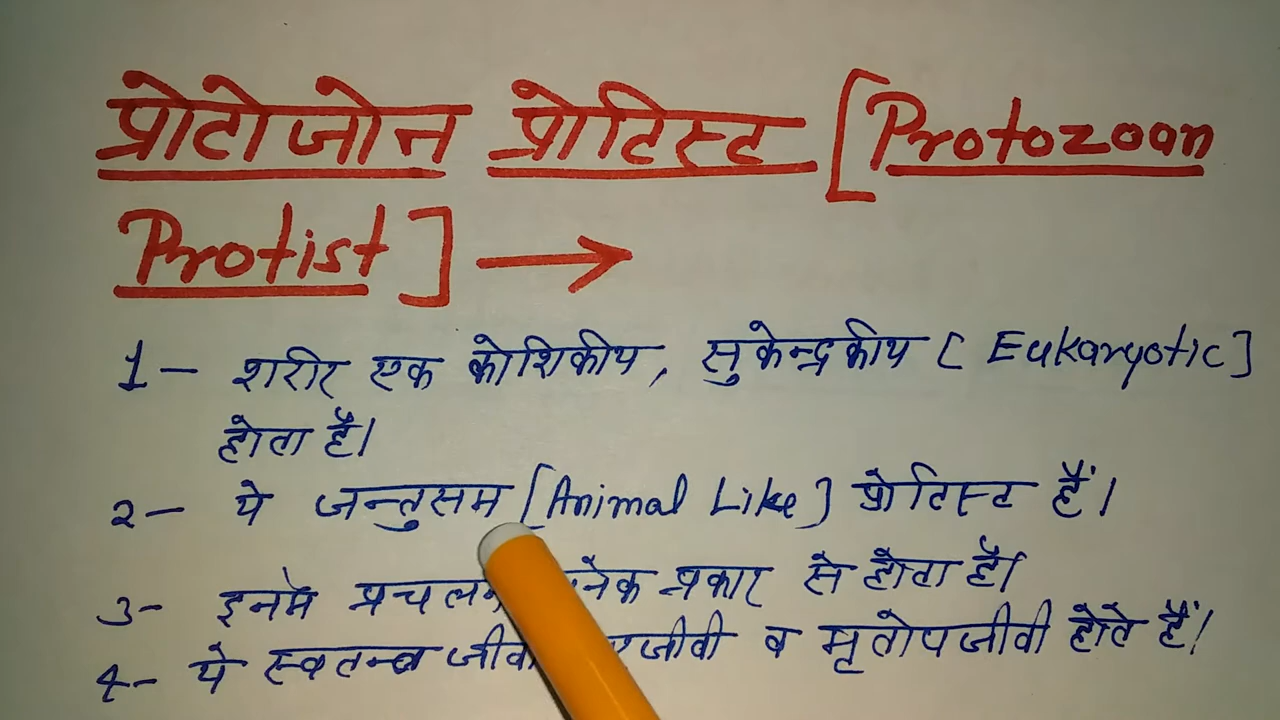 प्रोटोजोन प्रोटिस्ट [Protozoan
Protist] →
1- शरीर एक कोशिकीय, सुकेन्द्रकीय [Eukaryotic]
होता है।
2- ये जन्तुसम [Animal Like] प्रोटिस्ट हैं।
3- इनमें प्रचलन प्रकार से होता है।
4- ये स्वतन्त्र व मृतोपजीवी होते हैं।